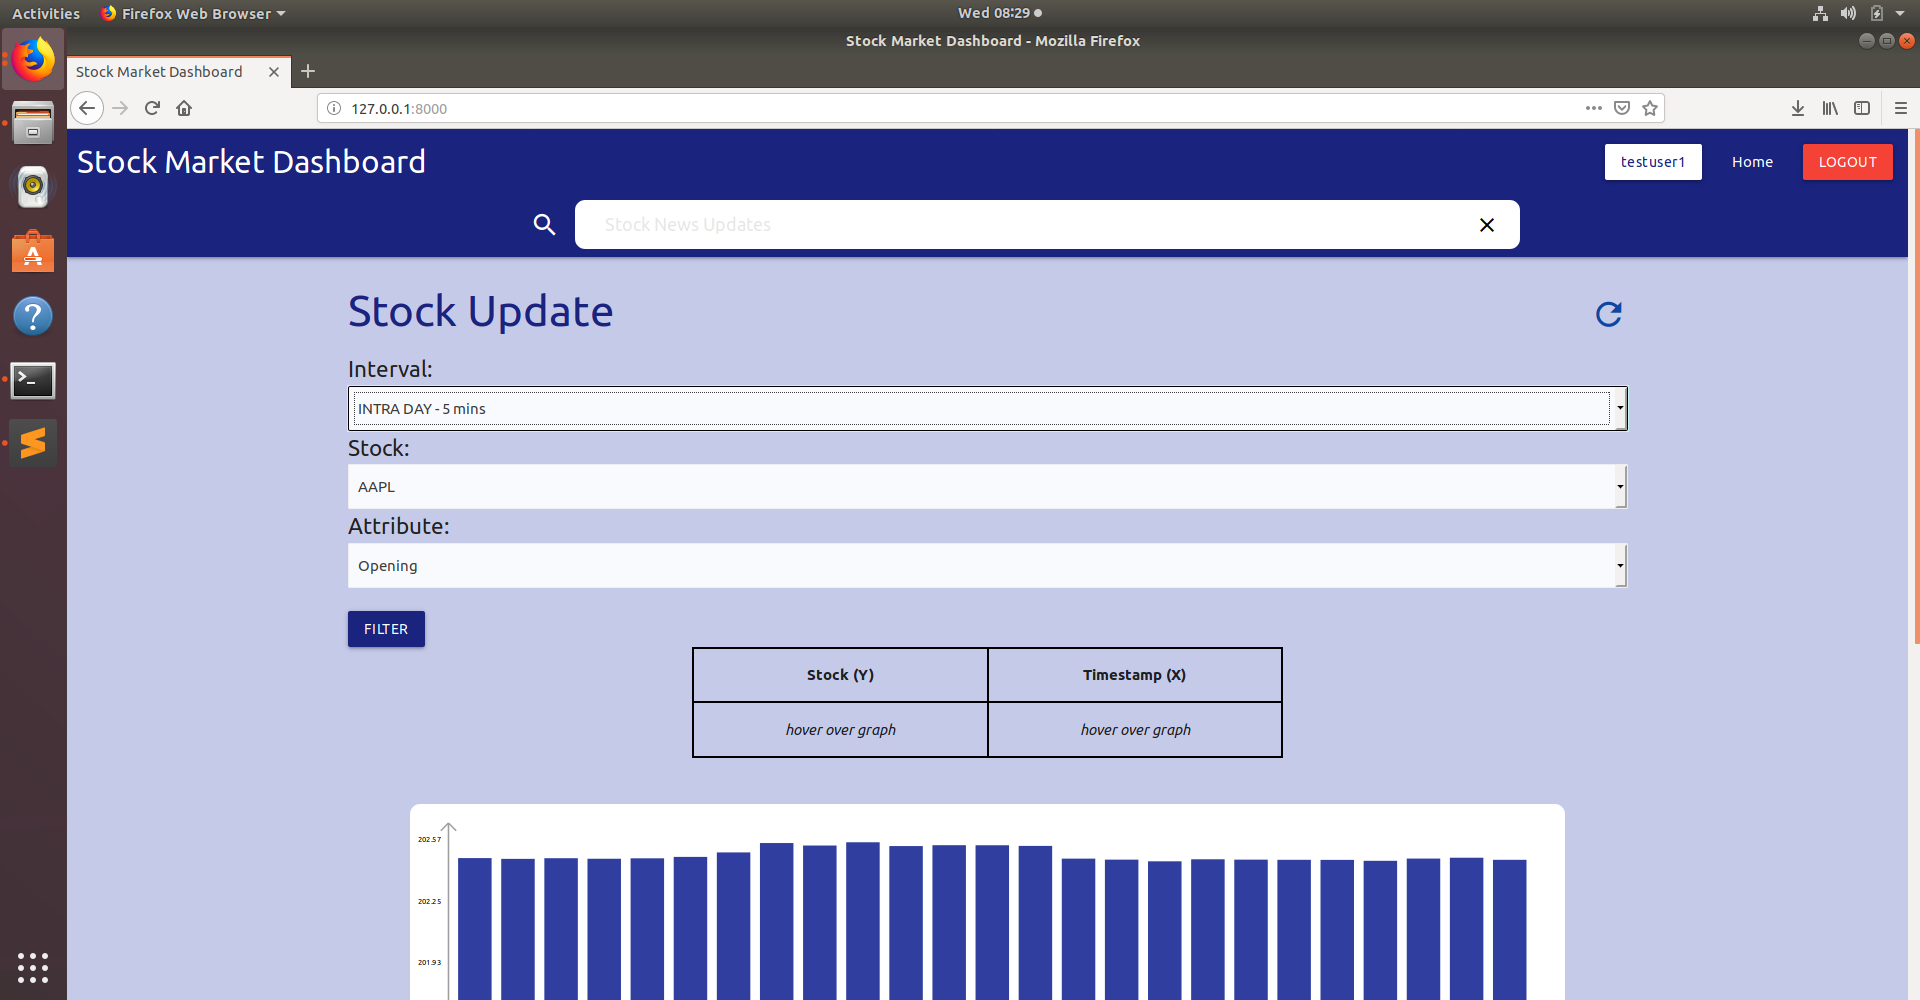 Activities Firefox Web Browser Wed 08:29
Stock Market Dashboard - Mozilla Firefox
Stock Market Dashboard
127.0.0.1:8000
Stock Market Dashboard testuser1 Home LOGOUT
Stock News Updates
Stock Update
Interval:
INTRA DAY - 5 mins
Stock:
AAPL
Attribute:
Opening
FILTER
Stock (Y) Timestamp (X)
hover over graph hover over graph
202.57
202.25
201.93